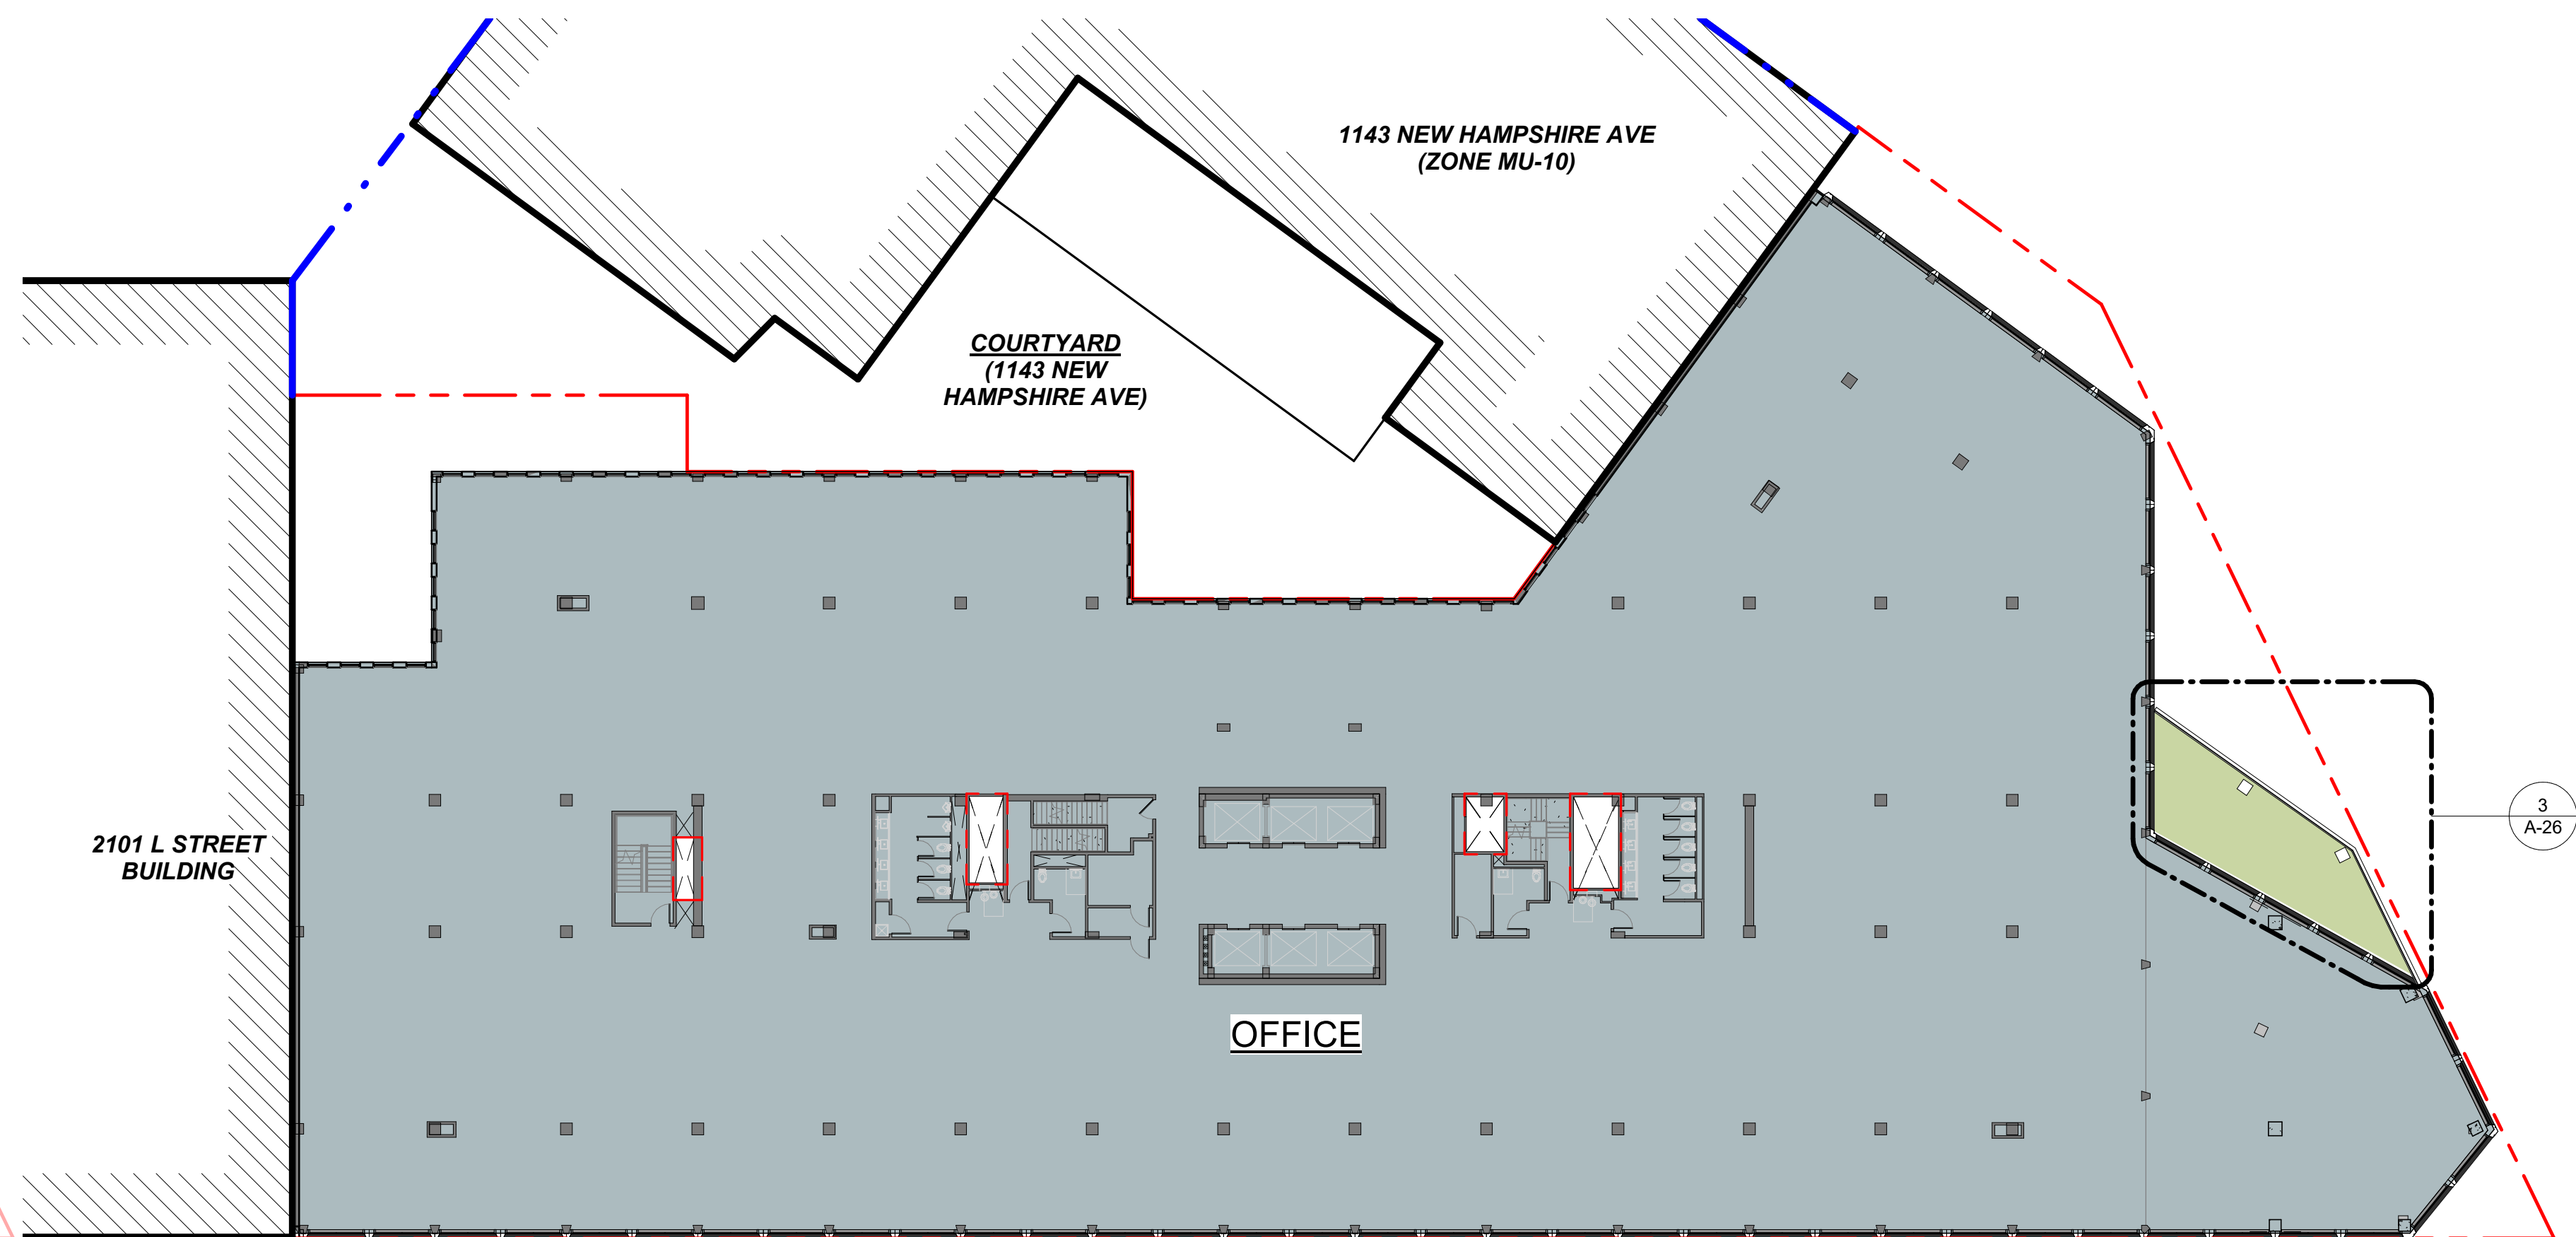 1143 NEW HAMPSHIRE AVE
(ZONE MU-10)
COURTYARD
(1143 NEW
HAMPSHIRE AVE)
2101 L STREET
BUILDING
3
A-26
OFFICE